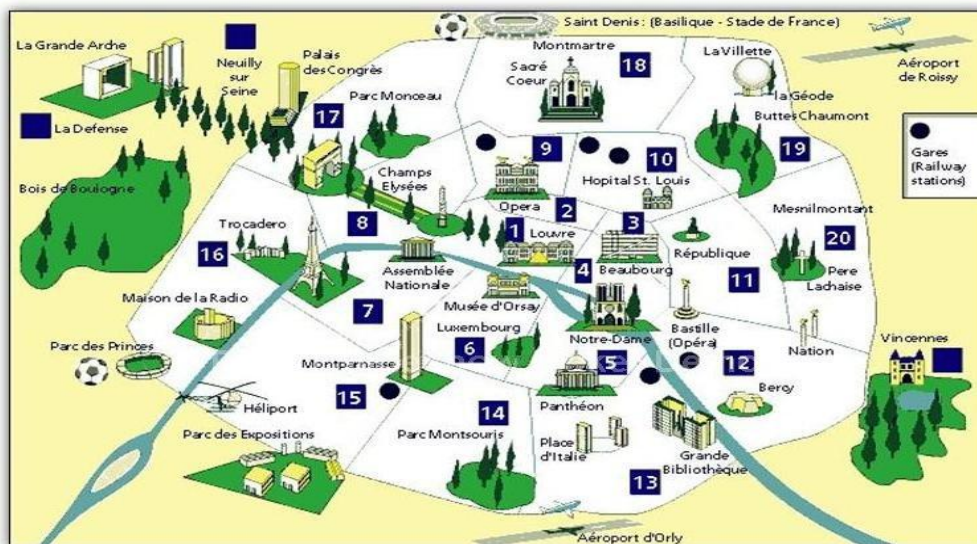 Saint Denis : (Basilique - Stade de France)
La Grande Arche
Neuilly
sur
Seine
Palais
des Congrès
Montmartre
Sacré
Coeur
18
La Villette
Aéroport
de Roissy
La Defense
17
Parc Monceau
la Géode
Buttes Chaumont
19
Gares
(Railway
stations)
Bois de Boulogne
Champs
Elysées
9
10
Hopital St. Louis
Opera
2
Mesnilmontant
Trocadero
16
8
1
Louvre
3
République
20
Pere
Lachaise
Assemblée
Nationale
4
Beaubourg
11
Maison de la Radio
7
Musée d'Orsay
Luxembourg
6
Notre-Dame
Bastille
(Opéra)
Nation
Vincennes
Parc des Princes
Montparnasse
15
5
12
Bercy
Héliport
14
Panthéon
Parc des Expositions
Parc Montsouris
Place
d'Italie
Grande
Bibliothèque
13
Aéroport d'Orly